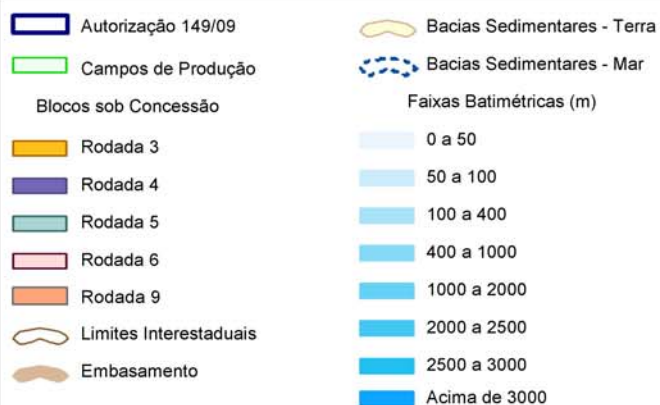 Autorização 149/09
Campos de Produção
Blocos sob Concessão
Rodada 3
Rodada 4
Rodada 5
Rodada 6
Rodada 9
Limites Interestaduais
Embasamento
Bacias Sedimentares - Terra
Bacias Sedimentares - Mar
Faixas Batimétricas (m)
0 a 50
50 a 100
100 a 400
400 a 1000
1000 a 2000
2000 a 2500
2500 a 3000
Acima de 3000